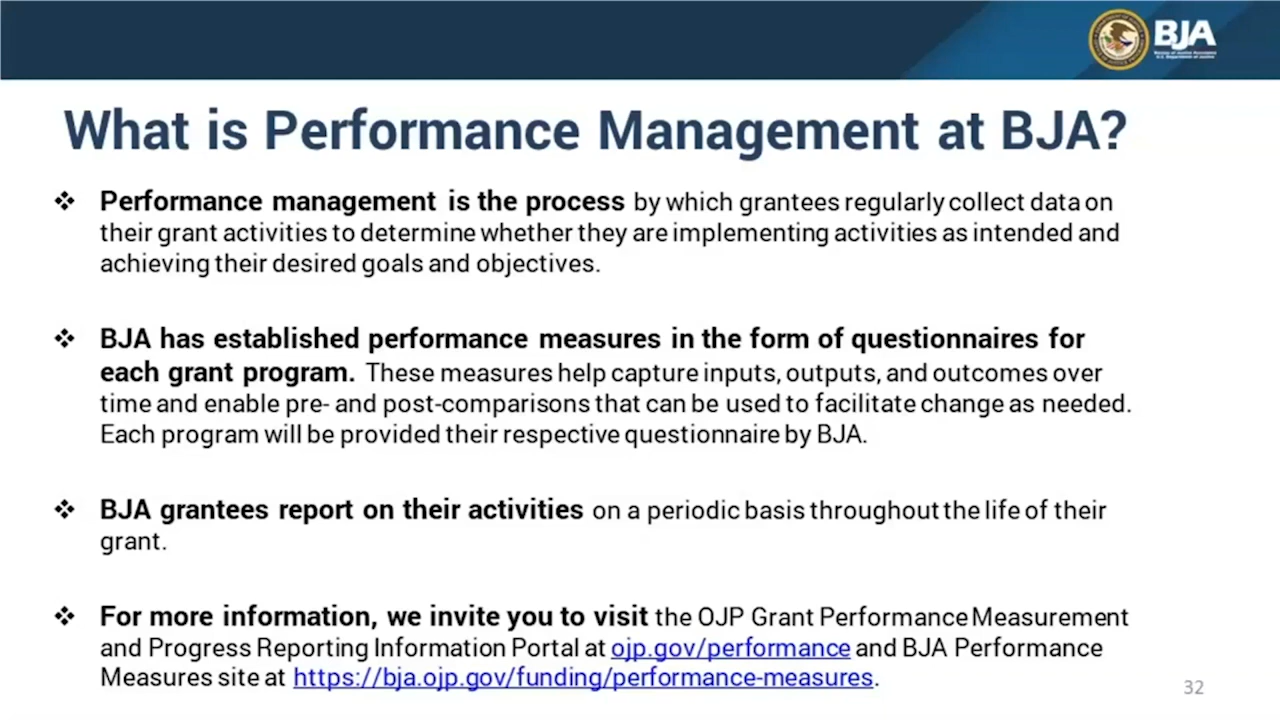 BJA
Bureau of Justice Assistance
U.S. Department of Justice
What is Performance Management at BJA?
❖ Performance management is the process by which grantees regularly collect data on
their grant activities to determine whether they are implementing activities as intended and
achieving their desired goals and objectives.
❖ BJA has established performance measures in the form of questionnaires for
each grant program. These measures help capture inputs, outputs, and outcomes over
time and enable pre- and post-comparisons that can be used to facilitate change as needed.
Each program will be provided their respective questionnaire by BJA.
❖ BJA grantees report on their activities on a periodic basis throughout the life of their
grant.
❖ For more information, we invite you to visit the OJP Grant Performance Measurement
and Progress Reporting Information Portal at ojp.gov/performance and BJA Performance
Measures site at https://bja.ojp.gov/funding/performance-measures.
32